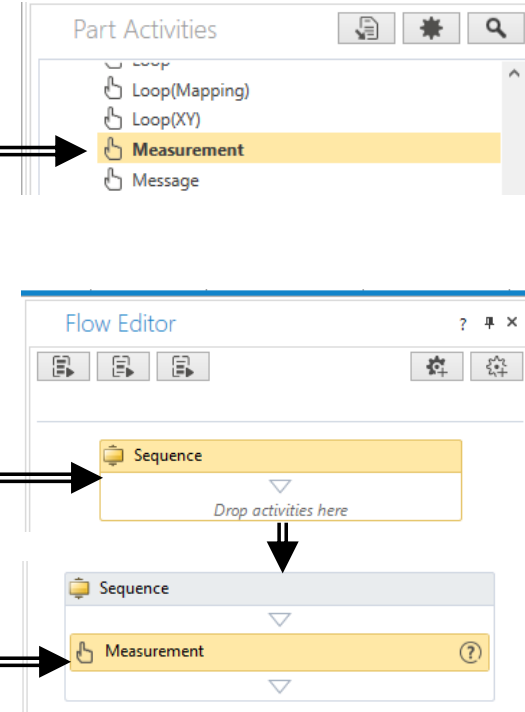 Part Activities
Loop
Loop(Mapping)
Loop(XY)
Measurement
Message
Flow Editor
?
Sequence
Drop activities here
Sequence
Measurement
?